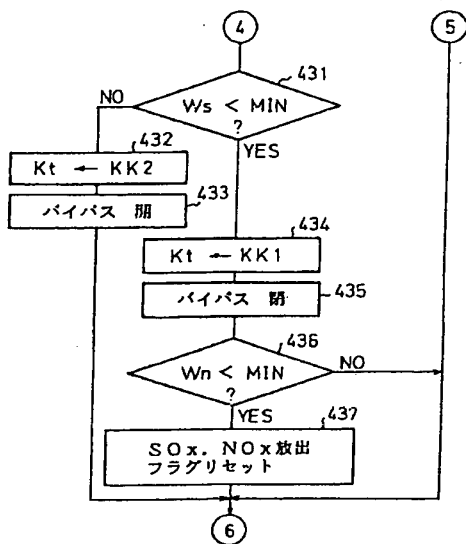 4
5
431
Ws < MIN
?
NO
YES
432
Kt ← KK2
433
バイパス 開
434
Kt ← KK1
435
バイパス 閉
436
Wn < MIN
?
NO
YES
437
SOx. NOx放出
フラグリセット
6